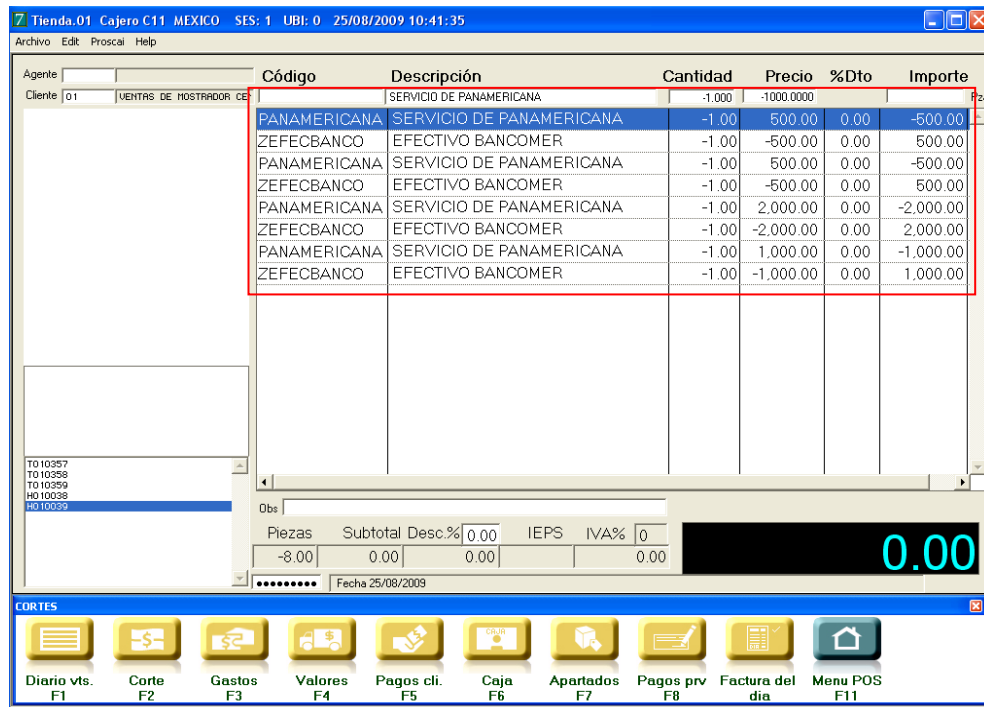 7 Tienda.01 Cajero C11 MEXICO SES: 1 UBI: 0 25/08/2009 10:41:35
Archivo Edit Proscai Help
Agente
Cliente 01 VENTAS DE MOSTRADOR CE
Código Descripción Cantidad Precio %Dto Importe
SERVICIO DE PANAMERICANA -1.000 -1000.0000 Pz
PANAMERICANA SERVICIO DE PANAMERICANA -1.00 500.00 0.00 -500.00
ZEFECBANCO EFECTIVO BANCOMER -1.00 -500.00 0.00 500.00
PANAMERICANA SERVICIO DE PANAMERICANA -1.00 500.00 0.00 -500.00
ZEFECBANCO EFECTIVO BANCOMER -1.00 -500.00 0.00 500.00
PANAMERICANA SERVICIO DE PANAMERICANA -1.00 2,000.00 0.00 -2,000.00
ZEFECBANCO EFECTIVO BANCOMER -1.00 -2,000.00 0.00 2,000.00
PANAMERICANA SERVICIO DE PANAMERICANA -1.00 1,000.00 0.00 -1,000.00
ZEFECBANCO EFECTIVO BANCOMER -1.00 -1,000.00 0.00 1,000.00
T010357
T010358
T010359
H010038
H010039
Obs
Piezas Subtotal Desc.% 0.00 IEPS IVA% 0
-8.00 0.00 0.00 0.00
0.00
Fecha 25/08/2009
CORTES
CAJA
Diario vts. Corte Gastos Valores Pagos cli. Caja Apartados Pagos prv Factura del Menu POS
F1 F2 F3 F4 F5 F6 F7 F8 dia F11